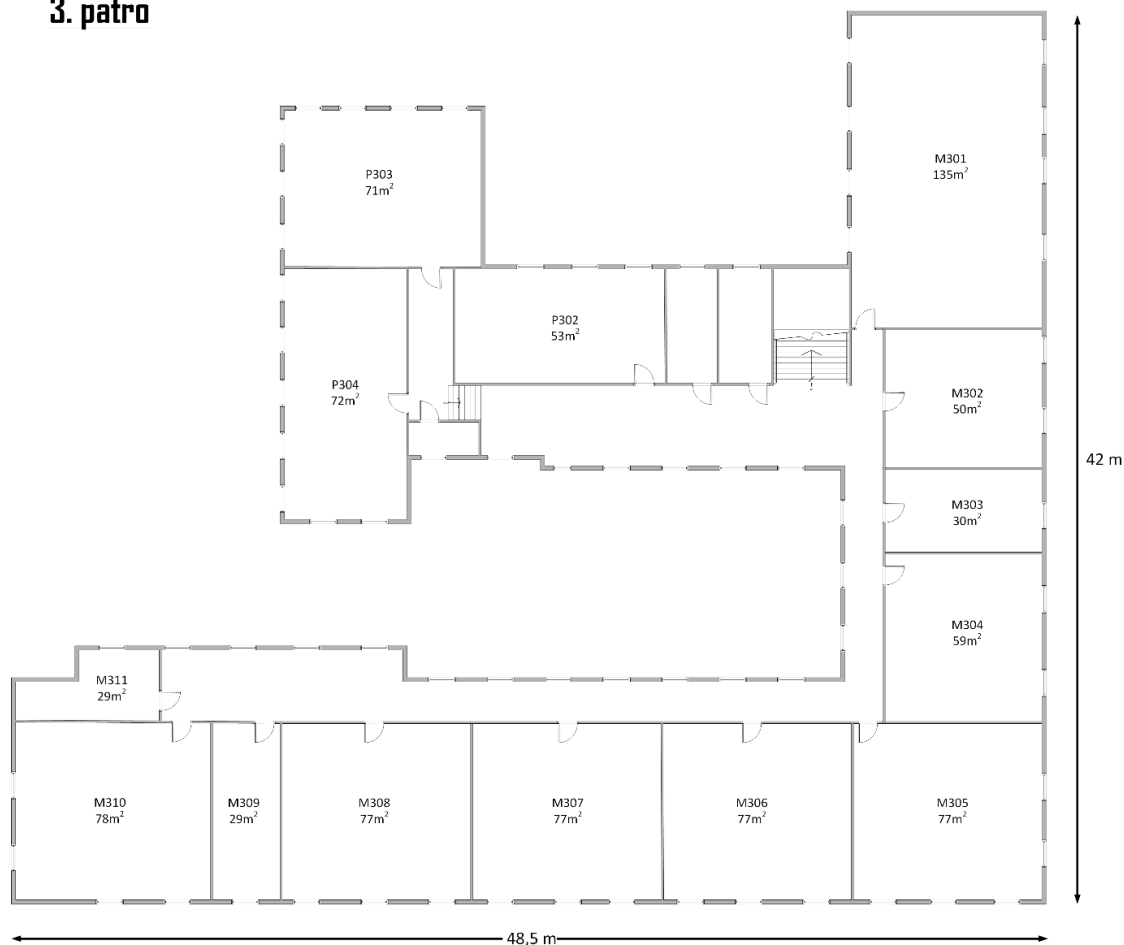 3. patro
M301
135m²
P303
71m²
P302
53m²
P304
72m²
M302
50m²
42 m
M303
30m²
M304
59m²
M311
29m²
M310
78m²
M309
29m²
M308
77m²
M307
77m²
M306
77m²
M305
77m²
48,5 m